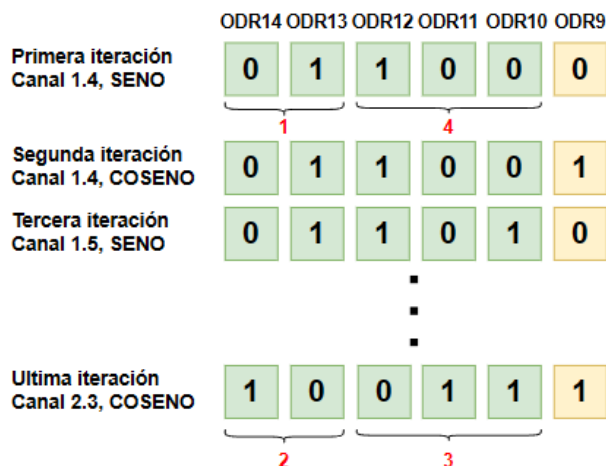 ODR14 ODR13 ODR12 ODR11 ODR10 ODR9
Primera iteración
Canal 1.4, SENO
0 1 1 0 0 0
1 4
Segunda iteración
Canal 1.4, COSENO
0 1 1 0 0 1
Tercera iteración
Canal 1.5, SENO
0 1 1 0 1 0
Ultima iteración
Canal 2.3, COSENO
1 0 0 1 1 1
2 3